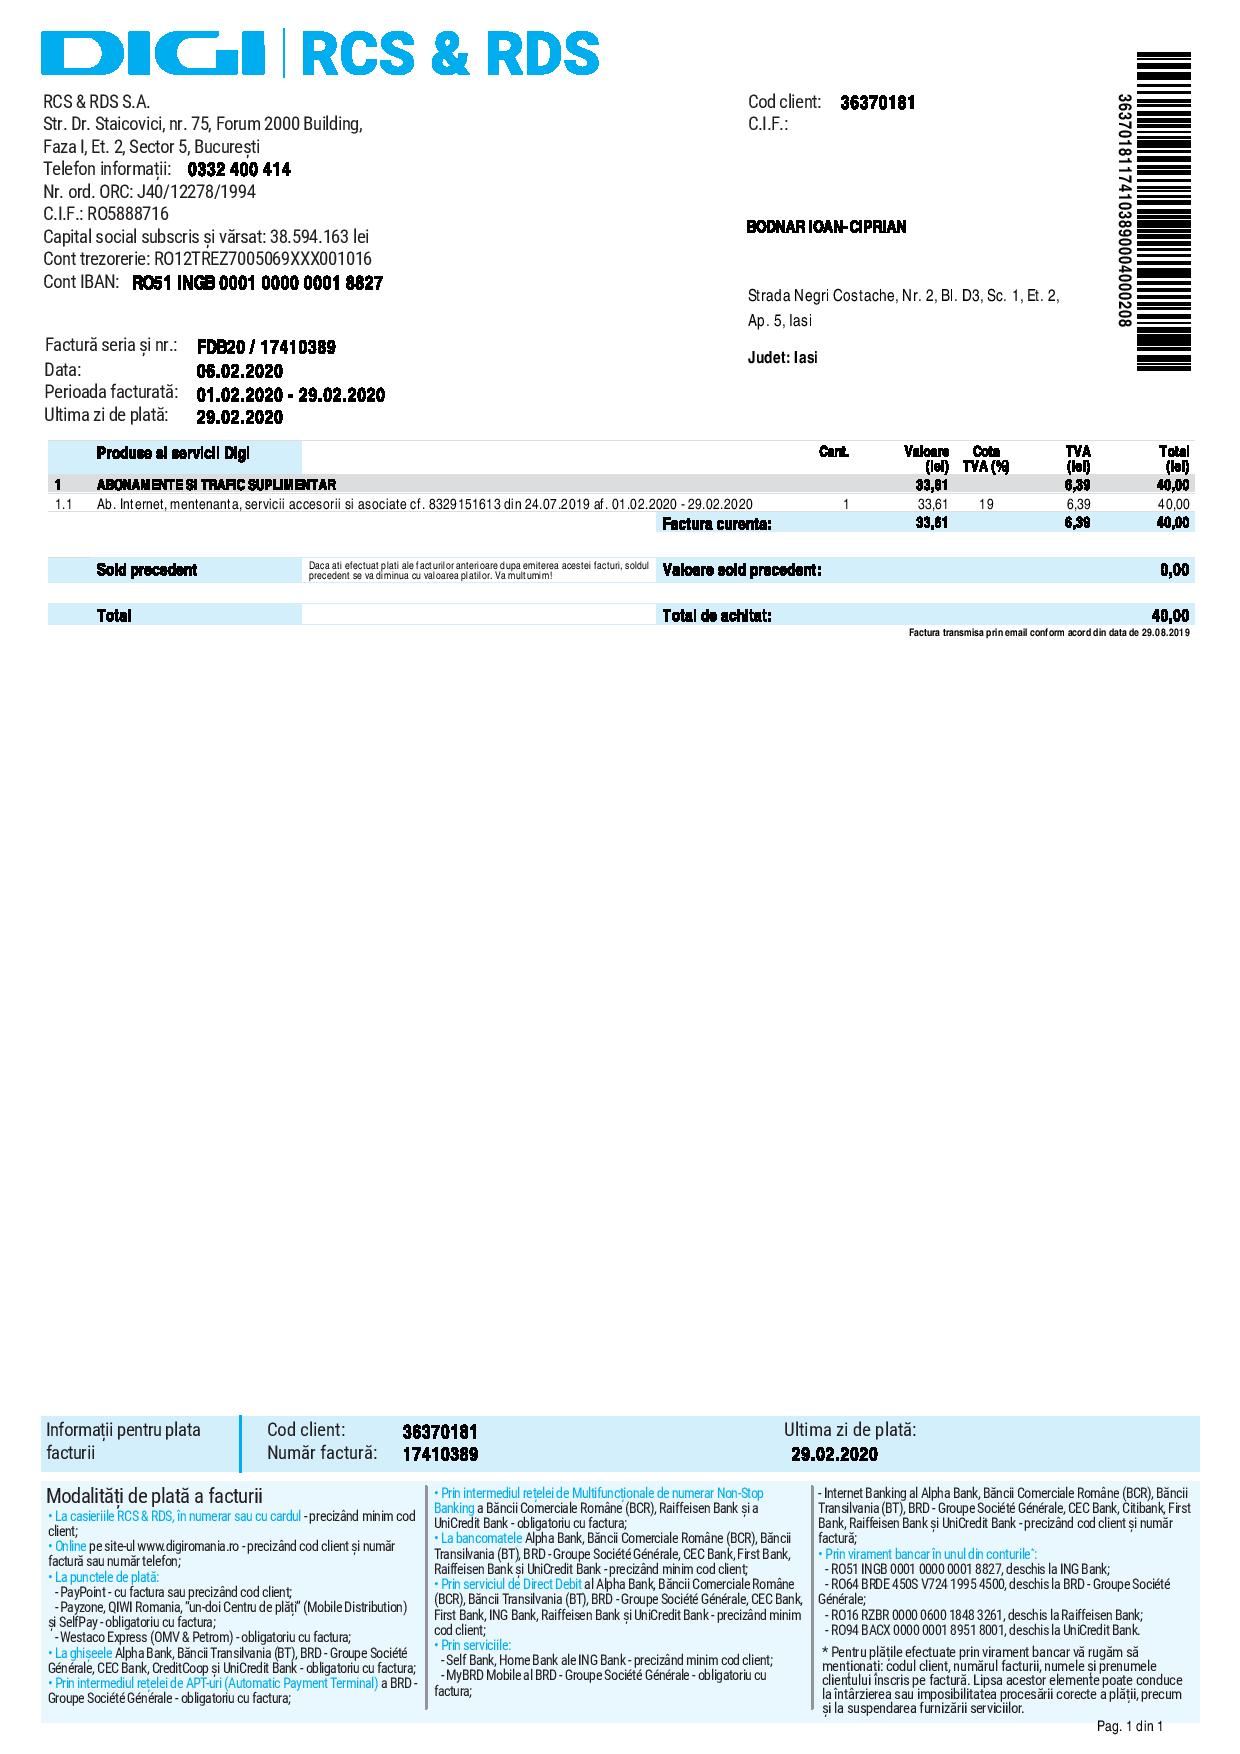 DIGI | RCS & RDS
RCS & RDS S.A.
Str. Dr. Staicovici, nr. 75, Forum 2000 Building,
Faza I, Et. 2, Sector 5, București
Telefon informații: 0332 400 414
Nr. ord. ORC: J40/12278/1994
C.I.F.: RO5888716
Capital social subscris și vărsat: 38.594.163 lei
Cont trezorerie: RO12TREZ7005069XXX001016
Cont IBAN: RO51 INGB 0001 0000 0001 8827
Cod client: 36370181
C.I.F.:
BODNAR IOAN-CIPRIAN
Strada Negri Costache, Nr. 2, Bl. D3, Sc. 1, Et. 2,
Ap. 5, Iasi
Judet: Iasi
36370181174103890004000208
Factură seria și nr.: FDB20 / 17410389
Data: 06.02.2020
Perioada facturată: 01.02.2020 - 29.02.2020
Ultima zi de plată: 29.02.2020
Produse si servicii Digi Cant. Valoare (lei) Cota TVA (%) TVA (lei) Total (lei)
1 ABONAMENTE SI TRAFIC SUPLIMENTAR 33,61 6,39 40,00
1.1 Ab. Internet, mentenanta, servicii accesorii si asociate cf. 8329151613 din 24.07.2019 af. 01.02.2020 - 29.02.2020 1 33,61 19 6,39 40,00
Factura curenta: 33,61 6,39 40,00
Sold precedent
Daca ati efectuat plati ale facturilor anterioare dupa emiterea acestei facturi, soldul
precedent se va diminua cu valoarea platilor. Va multumim!
Valoare sold precedent: 0,00
Total Total de achitat: 40,00
Factura transmisa prin email conform acord din data de 29.08.2019
Informații pentru plata
facturii
Cod client: 36370181
Număr factură: 17410389
Ultima zi de plată:
29.02.2020
Modalități de plată a facturii
• La casieriile RCS & RDS, în numerar sau cu cardul - precizând minim cod
client;
• Online pe site-ul www.digiromania.ro - precizând cod client și număr
factură sau număr telefon;
• La punctele de plată:
- PayPoint - cu factura sau precizând cod client;
- Payzone, QIWI Romania, "un-doi Centru de plăți" (Mobile Distribution)
și SelfPay - obligatoriu cu factura;
- Westaco Express (OMV & Petrom) - obligatoriu cu factura;
• La ghișeele Alpha Bank, Băncii Transilvania (BT), BRD - Groupe Société
Générale, CEC Bank, CreditCoop și UniCredit Bank - obligatoriu cu factura;
• Prin intermediul rețelei de APT-uri (Automatic Payment Terminal) a BRD -
Groupe Société Générale - obligatoriu cu factura;
• Prin intermediul rețelei de Multifuncționale de numerar Non-Stop
Banking a Băncii Comerciale Române (BCR), Raiffeisen Bank și a
UniCredit Bank - obligatoriu cu factura;
• La bancomatele Alpha Bank, Băncii Comerciale Române (BCR), Băncii
Transilvania (BT), BRD - Groupe Société Générale, CEC Bank, First Bank,
Raiffeisen Bank și UniCredit Bank - precizând minim cod client;
• Prin serviciul de Direct Debit al Alpha Bank, Băncii Comerciale Române
(BCR), Băncii Transilvania (BT), BRD - Groupe Société Générale, CEC Bank,
First Bank, ING Bank, Raiffeisen Bank și UniCredit Bank - precizând minim
cod client;
• Prin serviciile:
- Self Bank, Home Bank ale ING Bank - precizând minim cod client;
- MyBRD Mobile al BRD - Groupe Société Générale - obligatoriu cu
factura;
- Internet Banking al Alpha Bank, Băncii Comerciale Române (BCR), Băncii
Transilvania (BT), BRD - Groupe Société Générale, CEC Bank, Citibank, First
Bank, Raiffeisen Bank și UniCredit Bank - precizând cod client și număr
factură;
• Prin virament bancar în unul din conturile*:
- RO51 INGB 0001 0000 0001 8827, deschis la ING Bank;
- RO64 BRDE 450S V724 1995 4500, deschis la BRD - Groupe Société
Générale;
- RO16 RZBR 0000 0600 1848 3261, deschis la Raiffeisen Bank;
- RO94 BACX 0000 0001 8951 8001, deschis la UniCredit Bank.
* Pentru plățile efectuate prin virament bancar vă rugăm să
menționați: codul client, numărul facturii, numele și prenumele
clientului înscris pe factură. Lipsa acestor elemente poate conduce
la întârzierea sau imposibilitatea procesării corecte a plății, precum
și la suspendarea furnizării serviciilor.
Pag. 1 din 1